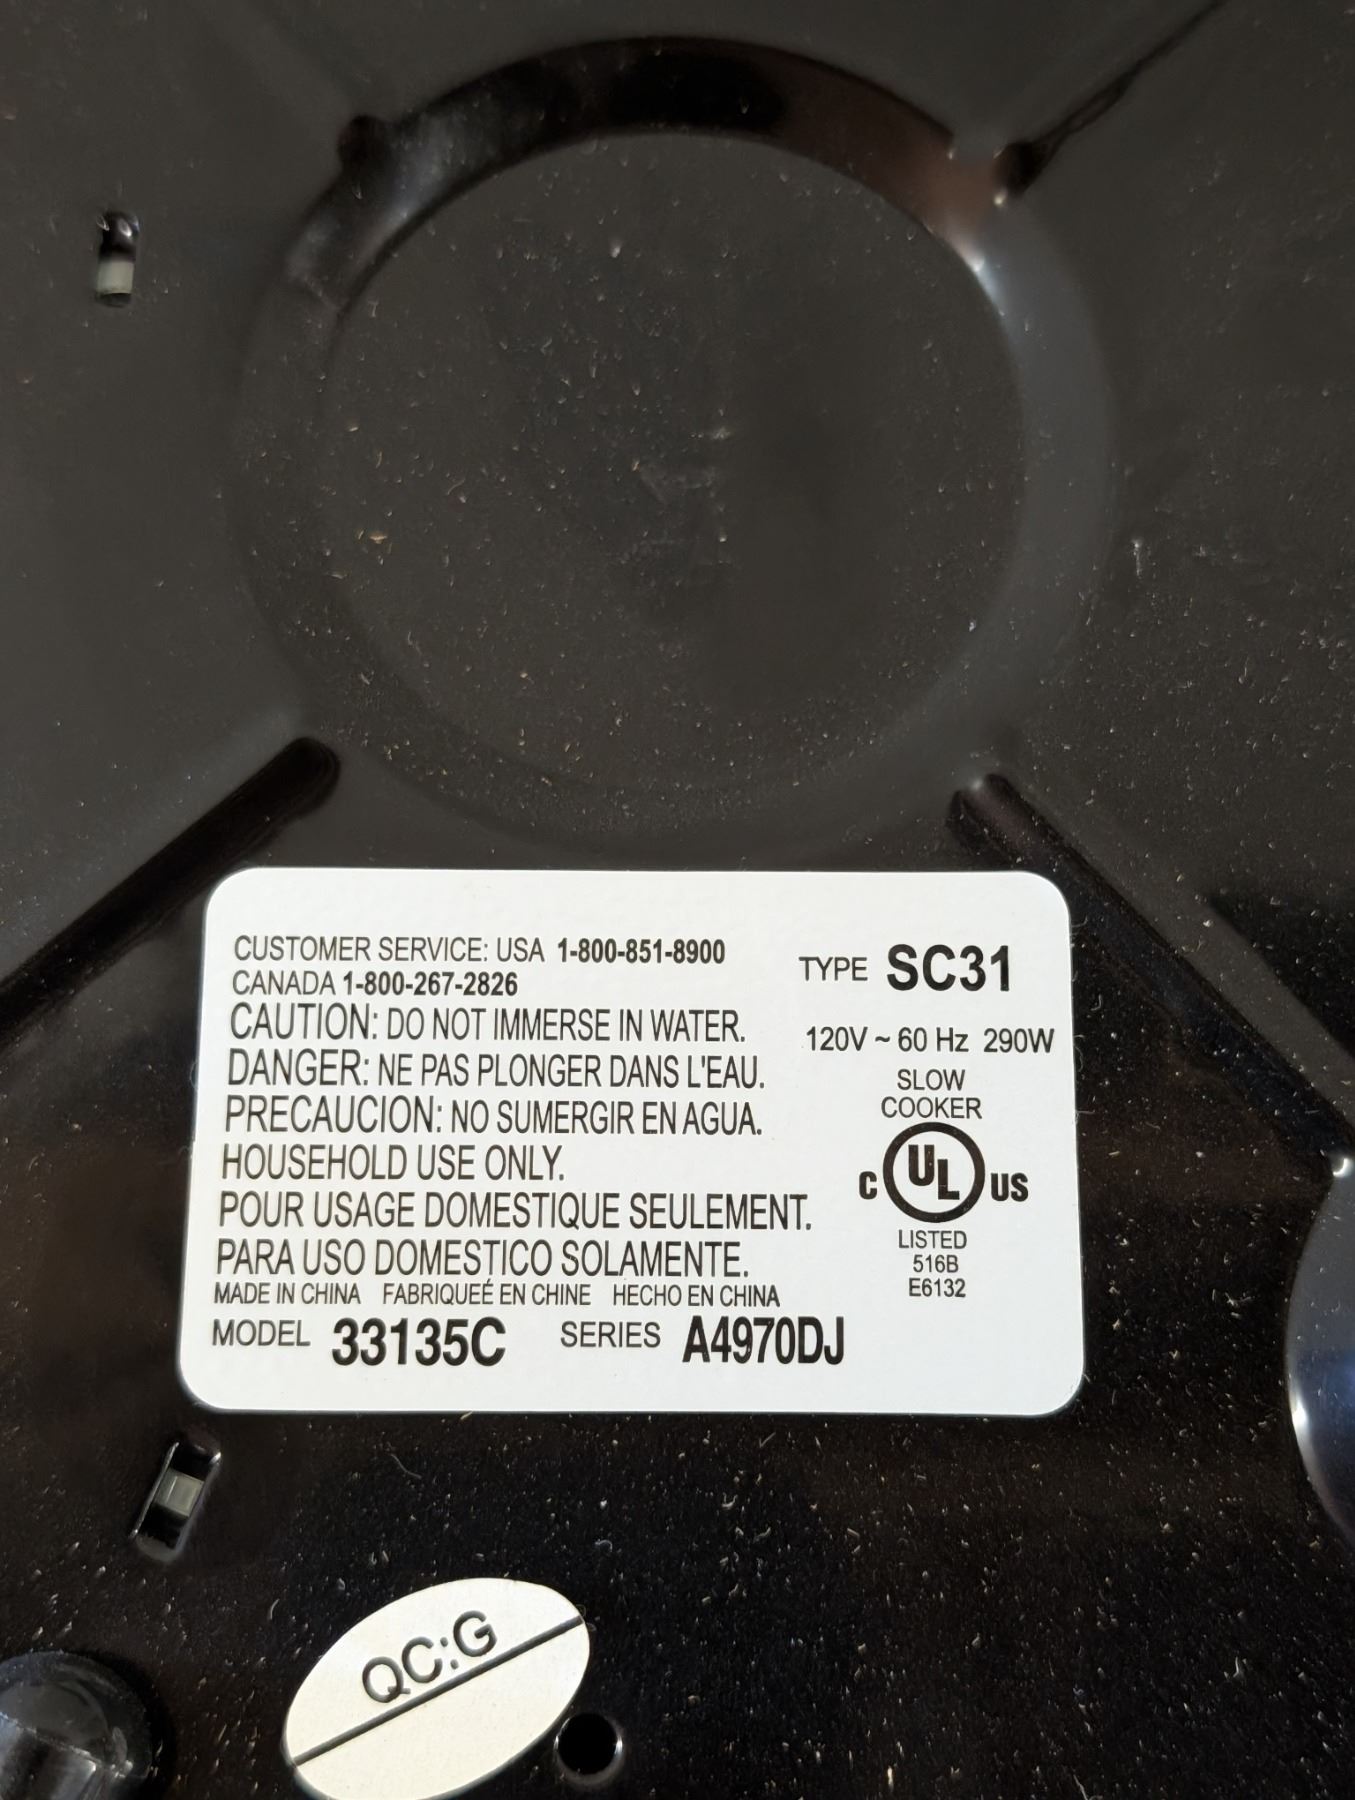 CUSTOMER SERVICE: USA 1-800-851-8900
CANADA 1-800-267-2826
CAUTION: DO NOT IMMERSE IN WATER.
DANGER: NE PAS PLONGER DANS L'EAU.
PRECAUCION: NO SUMERGIR EN AGUA.
HOUSEHOLD USE ONLY.
POUR USAGE DOMESTIQUE SEULEMENT.
PARA USO DOMESTICO SOLAMENTE.
MADE IN CHINA FABRIQUEÉ EN CHINE HECHO EN CHINA
MODEL 33135C SERIES A4970DJ
TYPE SC31
120V ~ 60 Hz 290W
SLOW
COOKER
C UL US
LISTED
516B
E6132
QC:G